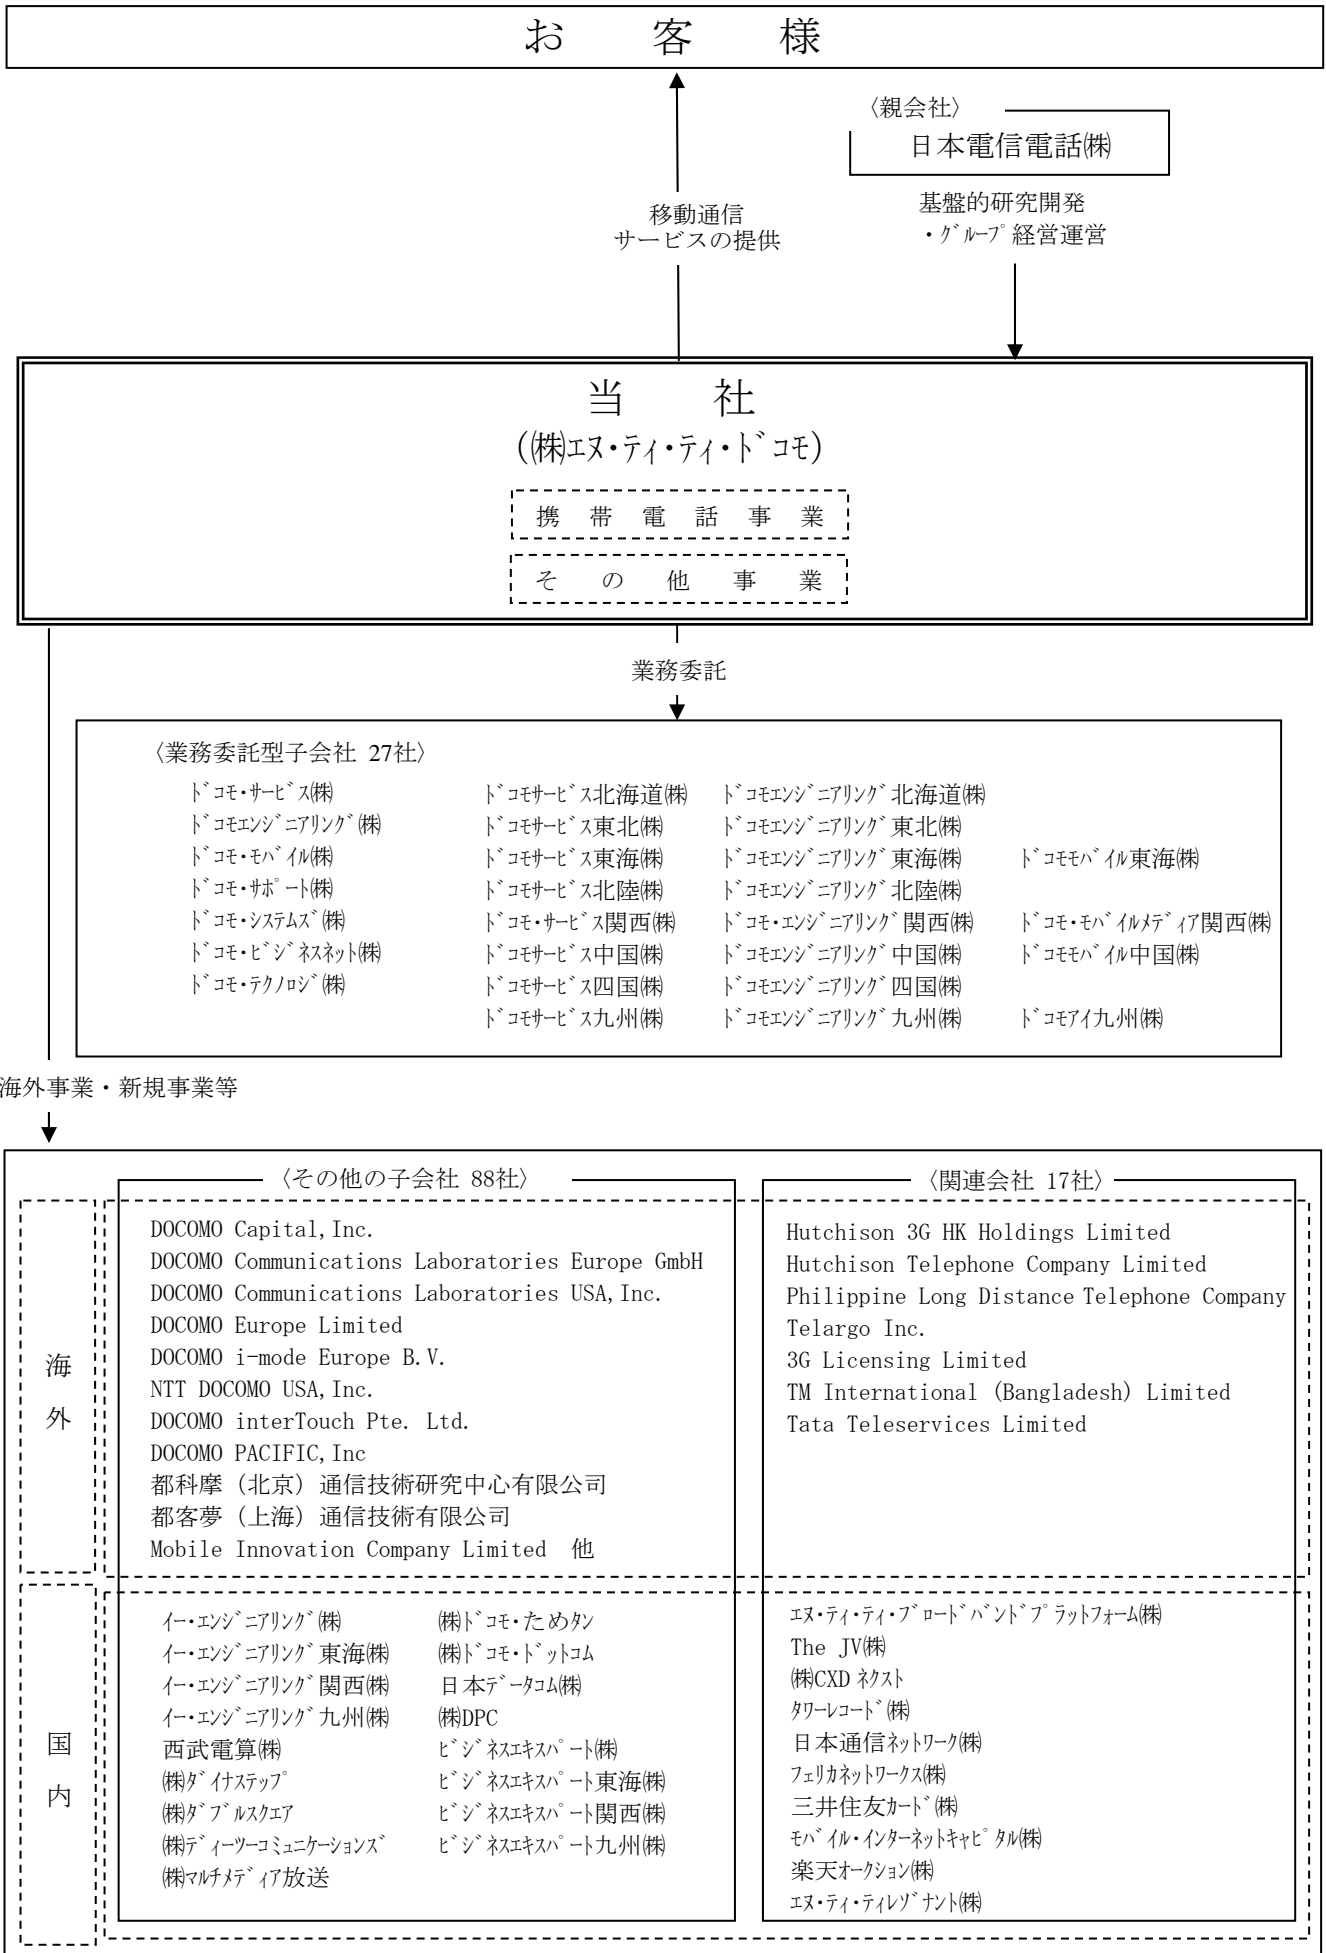 お 客 様
〈親会社〉
日本電信電話㈱
移動通信
サービスの提供
基盤的研究開発
・ｸﾞﾙｰﾌﾟ経営運営
当 社
(㈱ｴﾇ・ﾃｨ・ﾃｨ・ﾄﾞｺﾓ)
携 帯 電 話 事 業
そ の 他 事 業
業務委託
〈業務委託型子会社 27社〉
ﾄﾞｺﾓ・ｻｰﾋﾞｽ㈱ ﾄﾞｺﾓｻｰﾋﾞｽ北海道㈱ ﾄﾞｺﾓｴﾝｼﾞﾆｱﾘﾝｸﾞ北海道㈱
ﾄﾞｺﾓｴﾝｼﾞﾆｱﾘﾝｸﾞ㈱ ﾄﾞｺﾓｻｰﾋﾞｽ東北㈱ ﾄﾞｺﾓｴﾝｼﾞﾆｱﾘﾝｸﾞ東北㈱
ﾄﾞｺﾓ・ﾓﾊﾞｲﾙ㈱ ﾄﾞｺﾓｻｰﾋﾞｽ東海㈱ ﾄﾞｺﾓｴﾝｼﾞﾆｱﾘﾝｸﾞ東海㈱ ﾄﾞｺﾓﾓﾊﾞｲﾙ東海㈱
ﾄﾞｺﾓ・ｻﾎﾟｰﾄ㈱ ﾄﾞｺﾓｻｰﾋﾞｽ北陸㈱ ﾄﾞｺﾓｴﾝｼﾞﾆｱﾘﾝｸﾞ北陸㈱
ﾄﾞｺﾓ・ｼｽﾃﾑｽﾞ㈱ ﾄﾞｺﾓ・ｻｰﾋﾞｽ関西㈱ ﾄﾞｺﾓ・ｴﾝｼﾞﾆｱﾘﾝｸﾞ関西㈱ ﾄﾞｺﾓ・ﾓﾊﾞｲﾙﾒﾃﾞｨｱ関西㈱
ﾄﾞｺﾓ・ﾋﾞｼﾞﾈｽﾈｯﾄ㈱ ﾄﾞｺﾓｻｰﾋﾞｽ中国㈱ ﾄﾞｺﾓｴﾝｼﾞﾆｱﾘﾝｸﾞ中国㈱ ﾄﾞｺﾓﾓﾊﾞｲﾙ中国㈱
ﾄﾞｺﾓ・ﾃｸﾉﾛｼﾞ㈱ ﾄﾞｺﾓｻｰﾋﾞｽ四国㈱ ﾄﾞｺﾓｴﾝｼﾞﾆｱﾘﾝｸﾞ四国㈱
ﾄﾞｺﾓｻｰﾋﾞｽ九州㈱ ﾄﾞｺﾓｴﾝｼﾞﾆｱﾘﾝｸﾞ九州㈱ ﾄﾞｺﾓｱｲ九州㈱
海外事業・新規事業等
〈その他の子会社 88社〉
〈関連会社 17社〉
海
外
DOCOMO Capital,Inc.
DOCOMO Communications Laboratories Europe GmbH
DOCOMO Communications Laboratories USA,Inc.
DOCOMO Europe Limited
DOCOMO i-mode Europe B.V.
NTT DOCOMO USA,Inc.
DOCOMO interTouch Pte. Ltd.
DOCOMO PACIFIC,Inc
都科摩（北京）通信技術研究中心有限公司
都客夢（上海）通信技術有限公司
Mobile Innovation Company Limited 他
Hutchison 3G HK Holdings Limited
Hutchison Telephone Company Limited
Philippine Long Distance Telephone Company
Telargo Inc.
3G Licensing Limited
TM International (Bangladesh) Limited
Tata Teleservices Limited
国
内
ｲｰ・ｴﾝｼﾞﾆｱﾘﾝｸﾞ㈱ ㈱ﾄﾞｺﾓ・ためﾀﾝ
ｲｰ・ｴﾝｼﾞﾆｱﾘﾝｸﾞ東海㈱ ㈱ﾄﾞｺﾓ・ﾄﾞｯﾄｺﾑ
ｲｰ・ｴﾝｼﾞﾆｱﾘﾝｸﾞ関西㈱ 日本ﾃﾞｰﾀｺﾑ㈱
ｲｰ・ｴﾝｼﾞﾆｱﾘﾝｸﾞ九州㈱ ㈱DPC
西武電算㈱ ﾋﾞｼﾞﾈｽｴｷｽﾊﾟｰﾄ㈱
㈱ﾀﾞｲﾅｽﾃｯﾌﾟ ﾋﾞｼﾞﾈｽｴｷｽﾊﾟｰﾄ東海㈱
㈱ﾀﾞﾌﾞﾙｽｸｴｱ ﾋﾞｼﾞﾈｽｴｷｽﾊﾟｰﾄ関西㈱
㈱ﾃﾞｨｰﾂｰｺﾐｭﾆｹｰｼｮﾝｽﾞ ﾋﾞｼﾞﾈｽｴｷｽﾊﾟｰﾄ九州㈱
㈱ﾏﾙﾁﾒﾃﾞｨｱ放送
ｴﾇ・ﾃｨ・ﾃｨ・ﾌﾞﾛｰﾄﾞﾊﾞﾝﾄﾞﾌﾟﾗｯﾄﾌｫｰﾑ㈱
The JV㈱
㈱CXDﾈｸｽﾄ
ﾀﾜｰﾚｺｰﾄﾞ㈱
日本通信ﾈｯﾄﾜｰｸ㈱
ﾌｪﾘｶﾈｯﾄﾜｰｸｽ㈱
三井住友ｶｰﾄﾞ㈱
ﾓﾊﾞｲﾙ・ｲﾝﾀｰﾈｯﾄｷｬﾋﾟﾀﾙ㈱
楽天ｵｰｸｼｮﾝ㈱
ｴﾇ・ﾃｨ・ﾃｨﾚｿﾞﾅﾝﾄ㈱